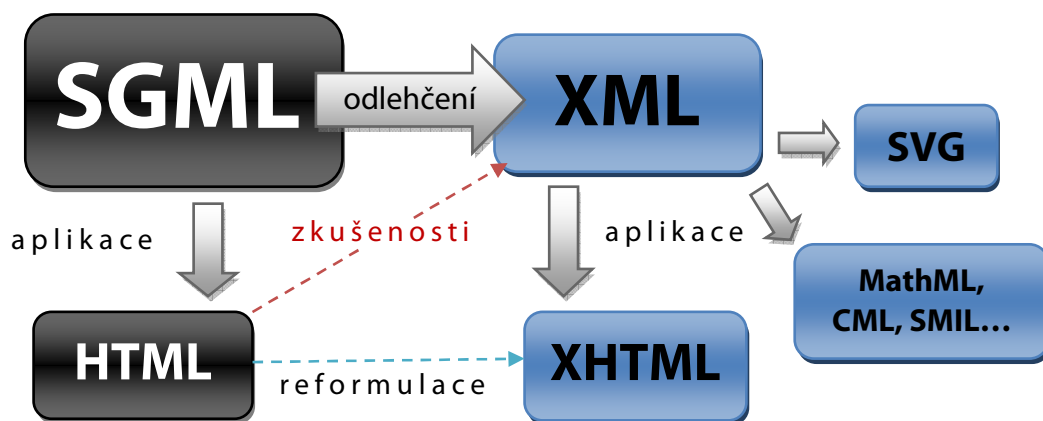 SGML
odlehčení
XML
SVG
aplikace
zkušenosti
aplikace
MathML,
CML, SMIL...
HTML
reformulace
XHTML